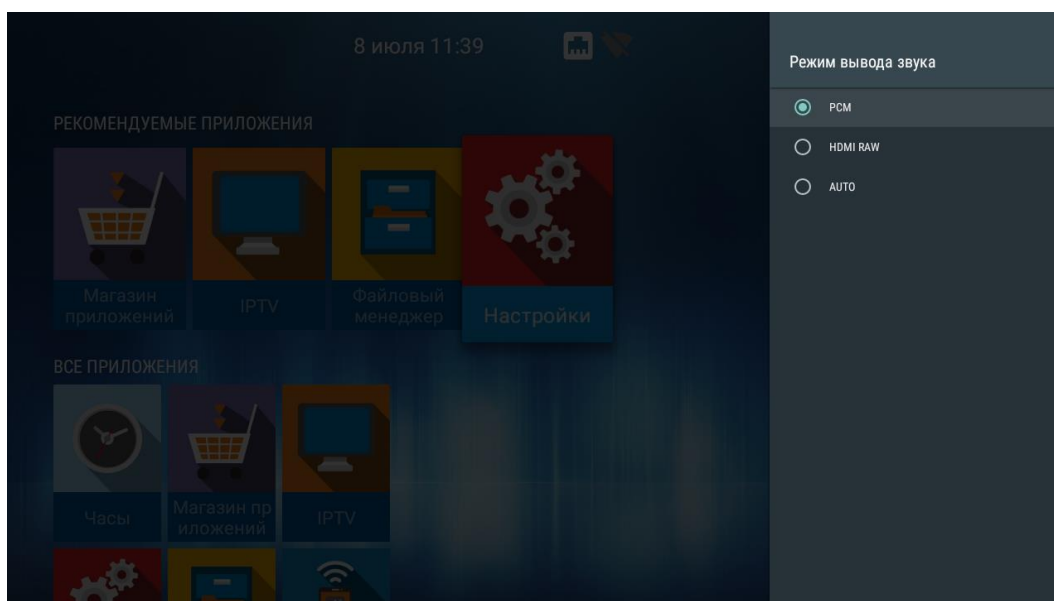 8 июля 11:39
Режим вывода звука
PCM
HDMI RAW
AUTO
РЕКОМЕНДУЕМЫЕ ПРИЛОЖЕНИЯ
Магазин
приложений
IPTV
Файловый
менеджер
Настройки
ВСЕ ПРИЛОЖЕНИЯ
Часы
Магазин пр
иложений
IPTV